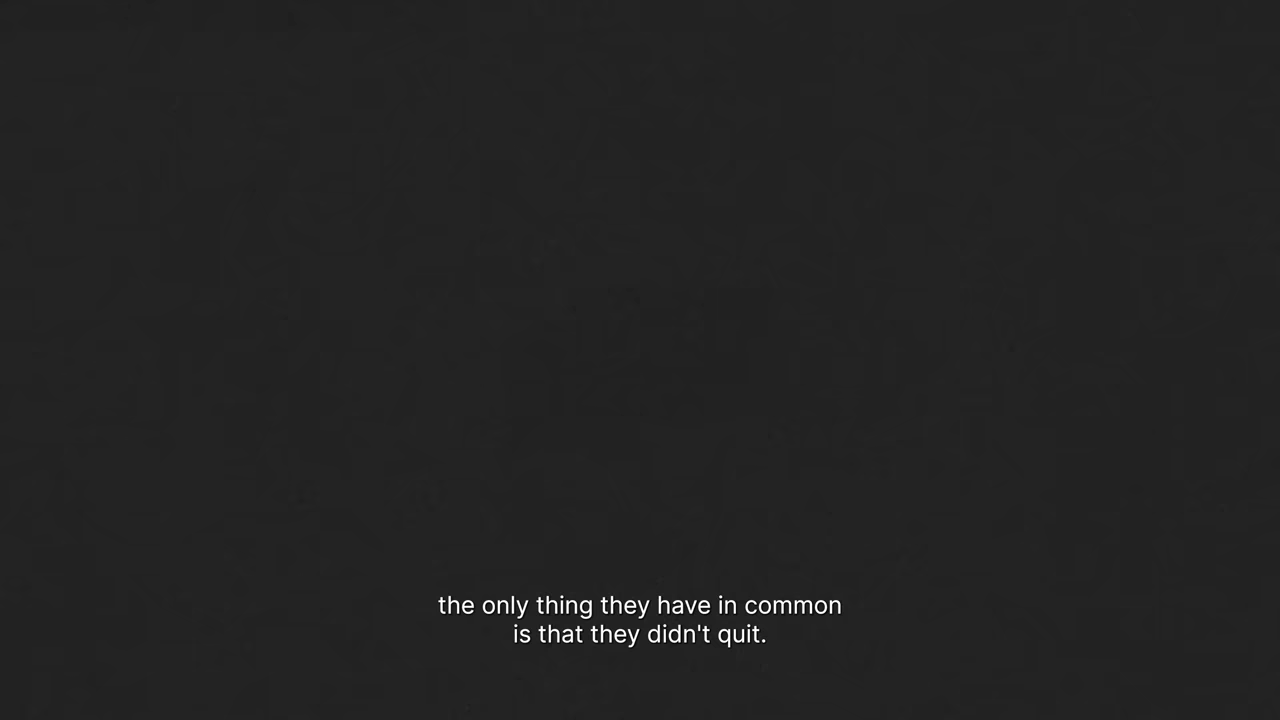 the only thing they have in common
is that they didn't quit.